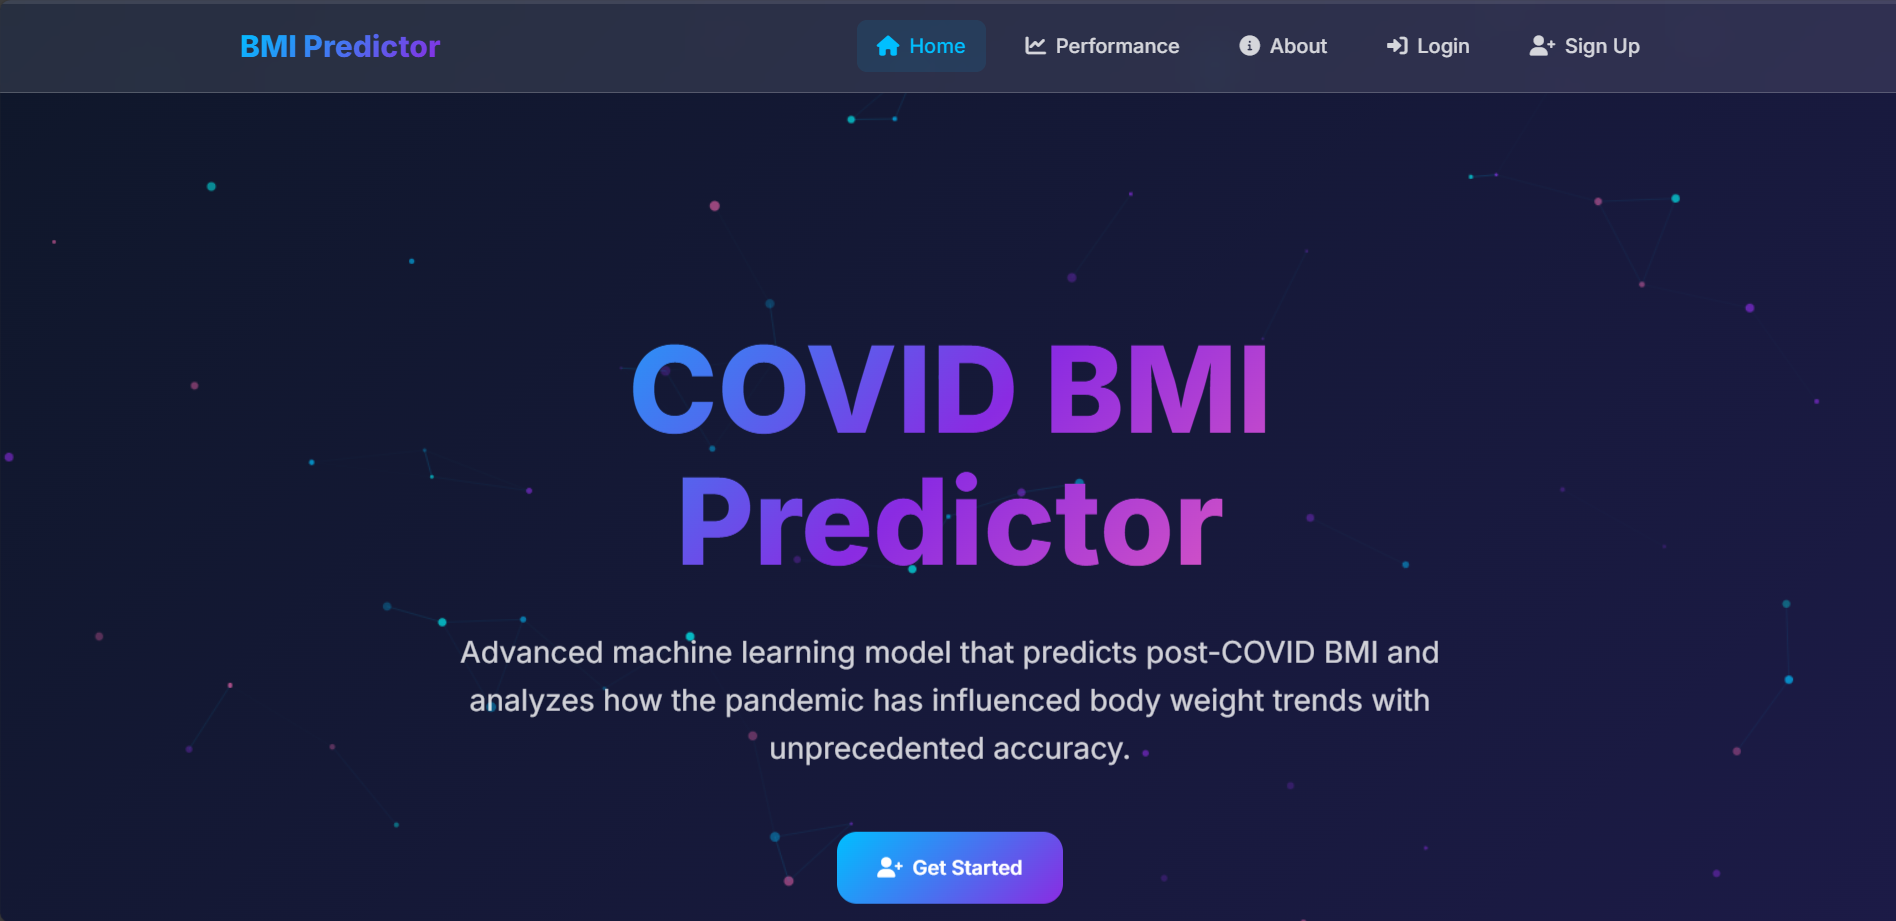 BMI Predictor
Home
Performance
About
Login
Sign Up
COVID BMI
Predictor
Advanced machine learning model that predicts post-COVID BMI and
analyzes how the pandemic has influenced body weight trends with
unprecedented accuracy.
Get Started